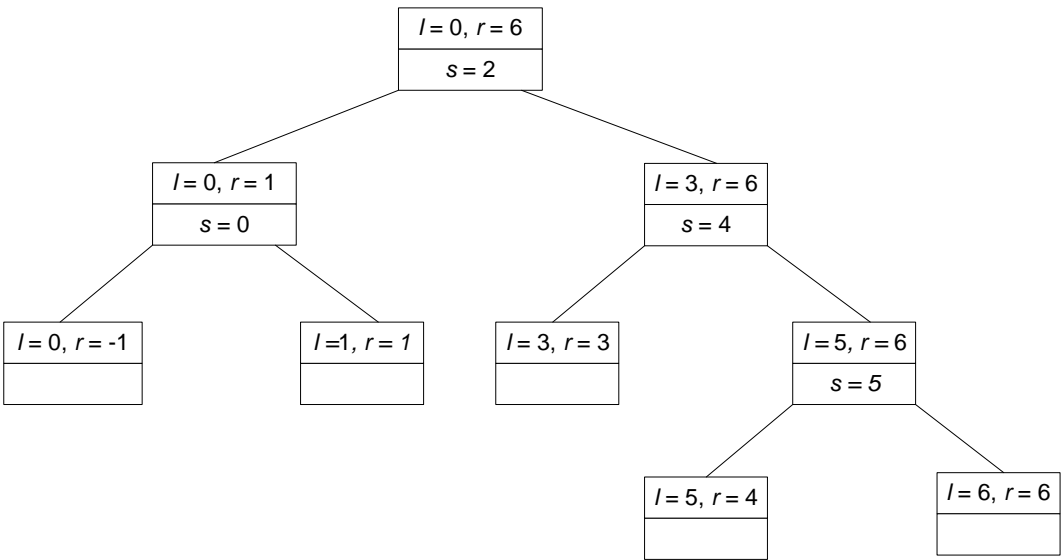 l = 0, r = 6
s = 2
l = 0, r = 1
s = 0
l = 3, r = 6
s = 4
l = 0, r = -1
l =1, r = 1
l = 3, r = 3
l = 5, r = 6
s = 5
l = 5, r = 4
l = 6, r = 6